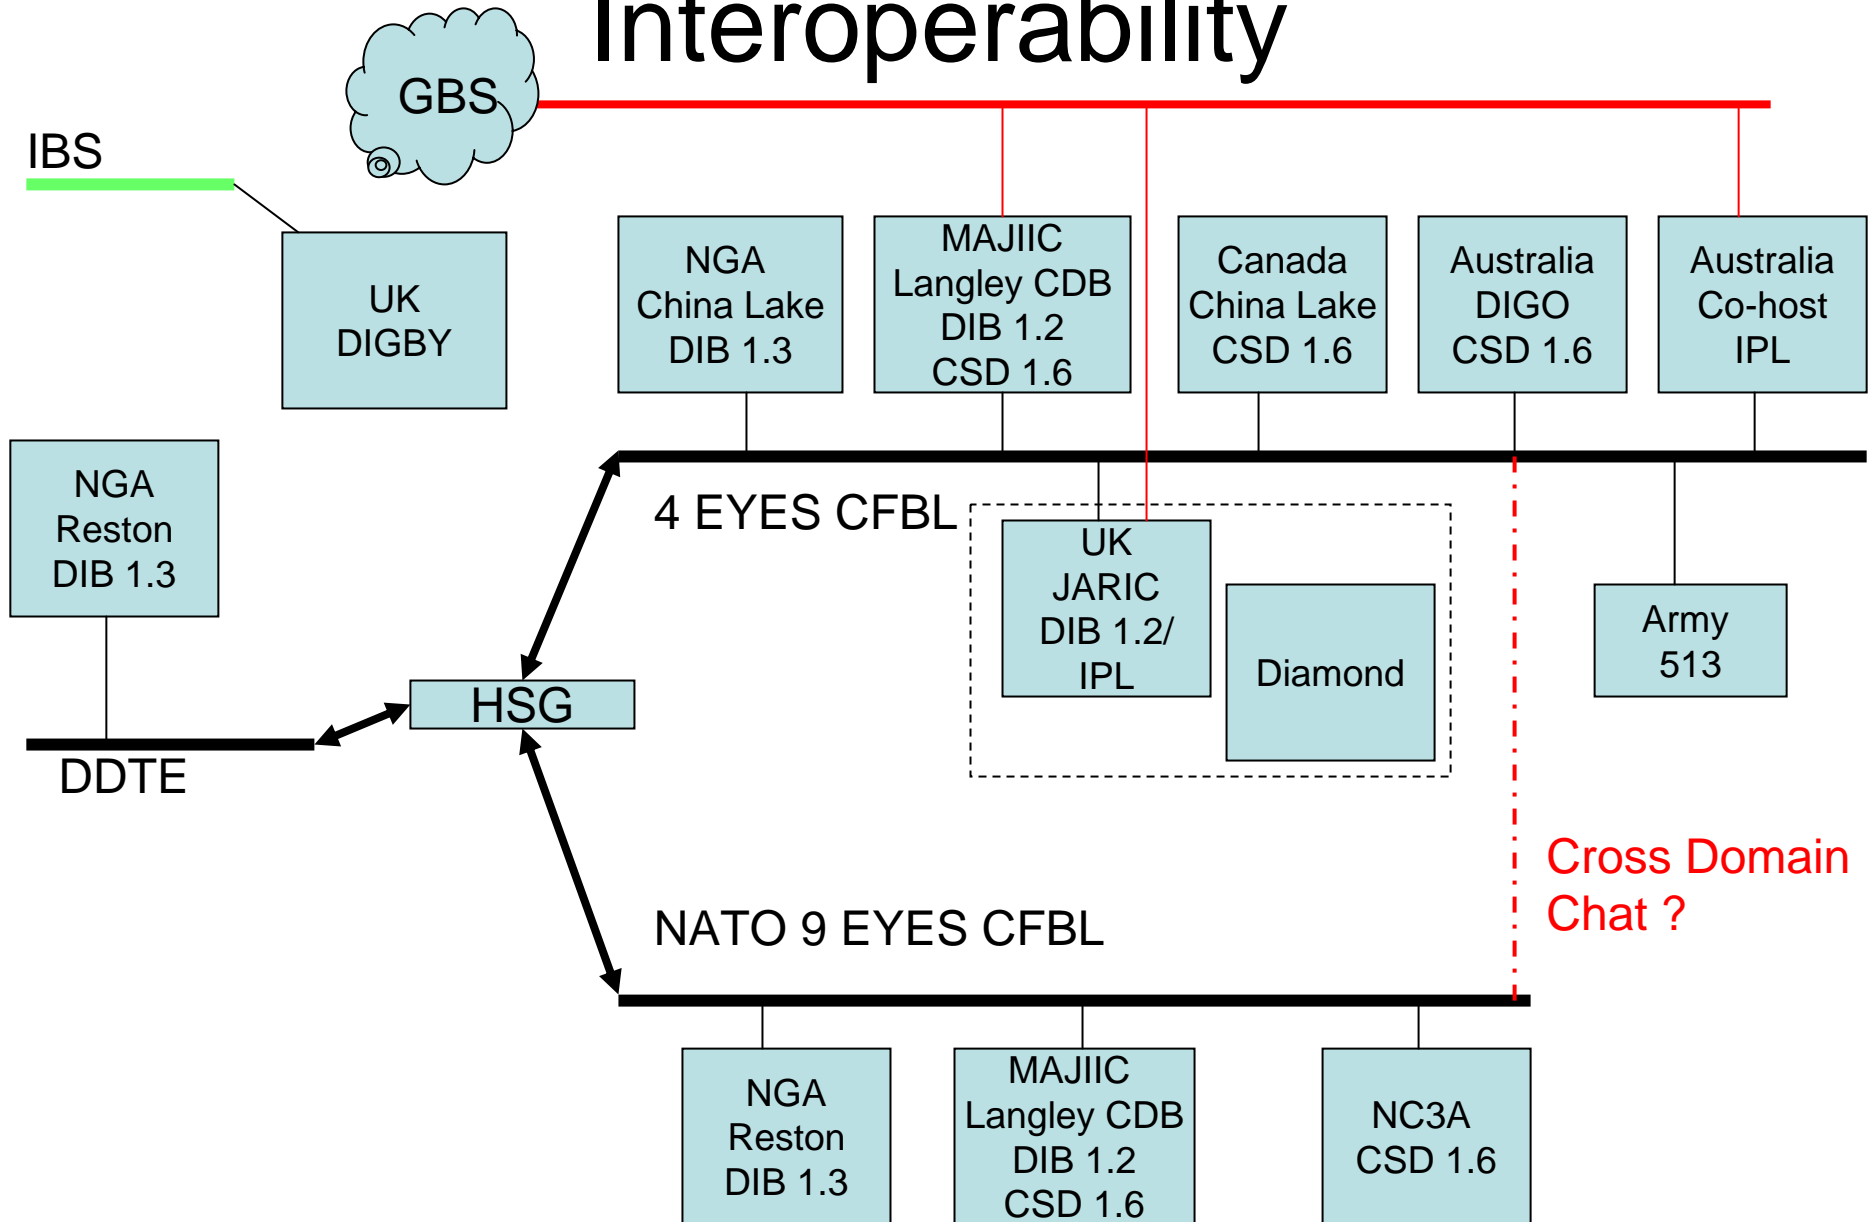 Interoperability
GBS
IBS
UK
DIGBY
NGA
China Lake
DIB 1.3
MAJIIC
Langley CDB
DIB 1.2
CSD 1.6
Canada
China Lake
CSD 1.6
Australia
DIGO
CSD 1.6
Australia
Co-host
IPL
NGA
Reston
DIB 1.3
4 EYES CFBL
UK
JARIC
DIB 1.2/
IPL
Diamond
Army
513
HSG
DDTE
Cross Domain
Chat ?
NATO 9 EYES CFBL
NGA
Reston
DIB 1.3
MAJIIC
Langley CDB
DIB 1.2
CSD 1.6
NC3A
CSD 1.6